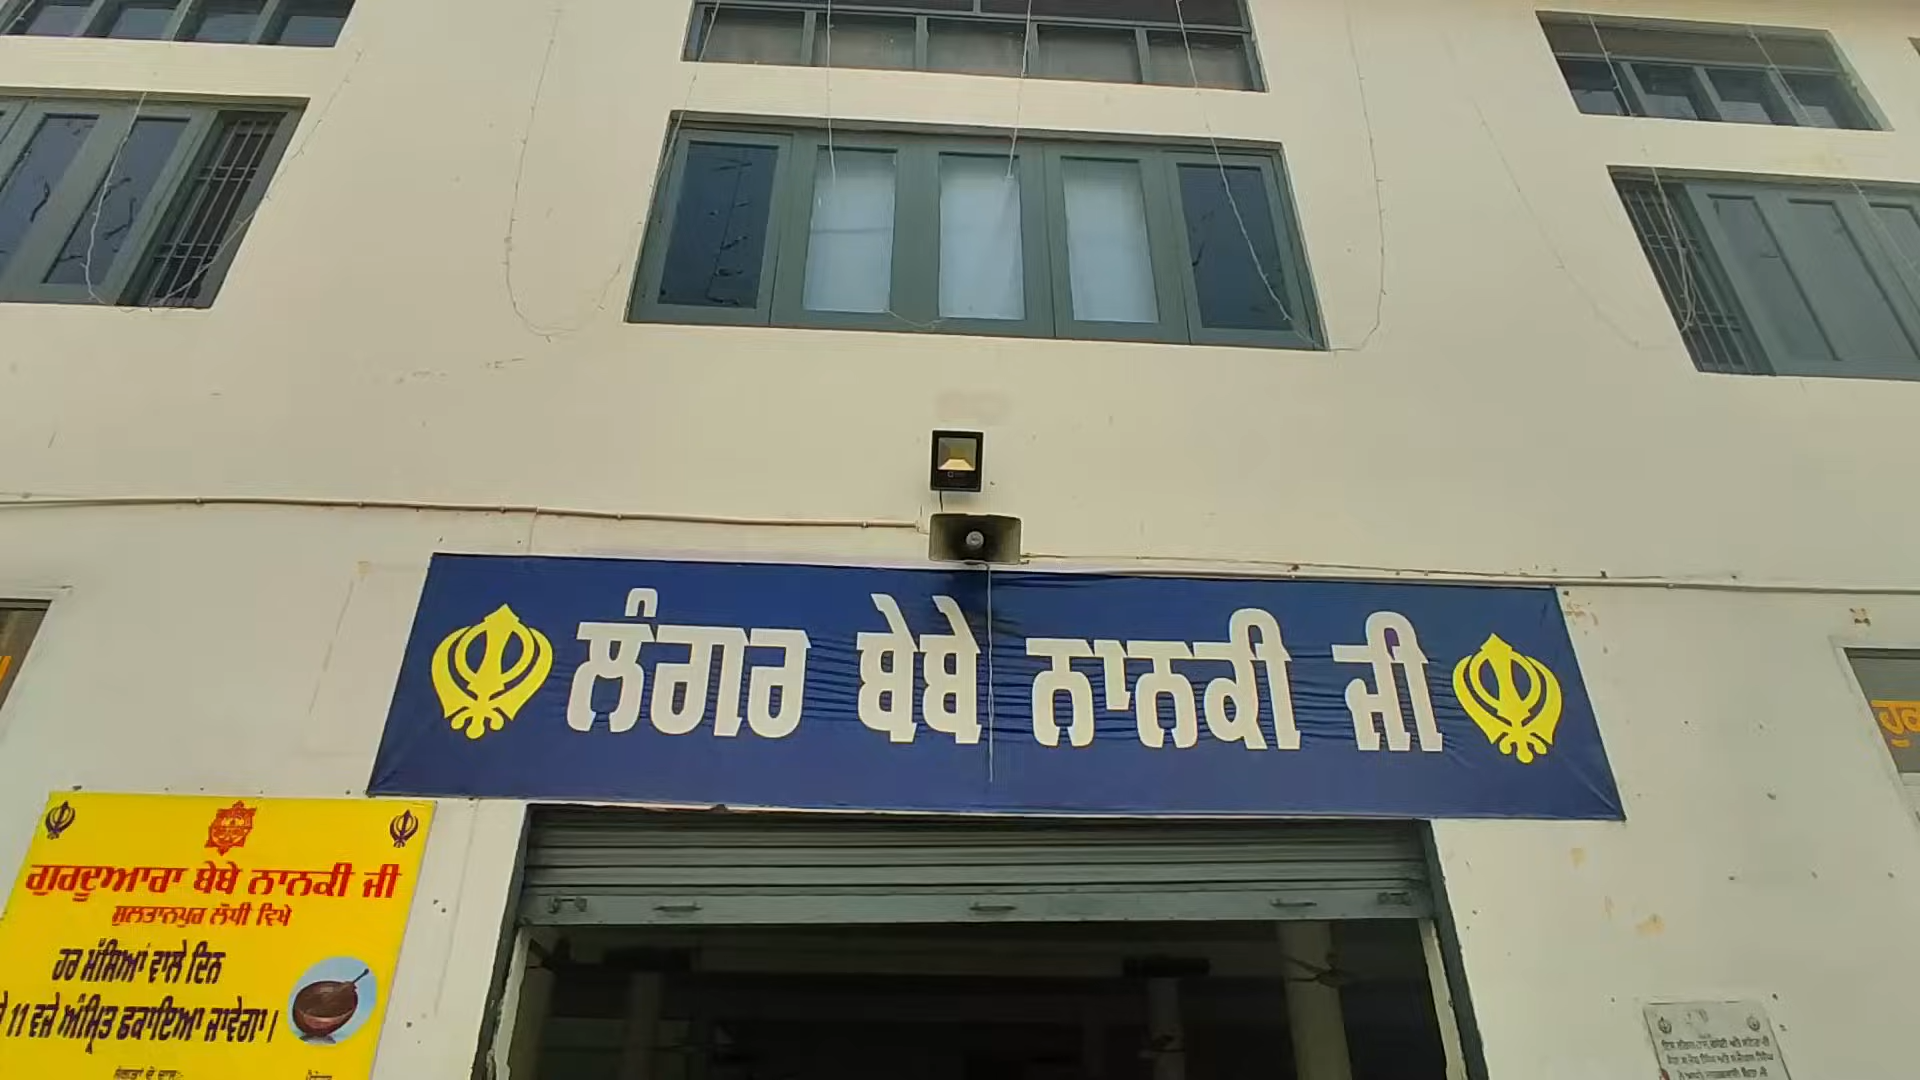 ਲੰਗਰ ਬੇਬੇ ਨਾਨਕੀ ਜੀ
ਗੁਰਦੁਆਰਾ ਬੇਬੇ ਨਾਨਕੀ ਜੀ
ਸੁਲਤਾਨਪੁਰ ਲੋਧੀ ਵਿਖੇ
ਹਰ ਮੱਸਿਆ ਵਾਲੇ ਦਿਨ
11 ਵਜੇ ਅੰਮ੍ਰਿਤ ਛਕਾਇਆ ਜਾਵੇਗਾ।